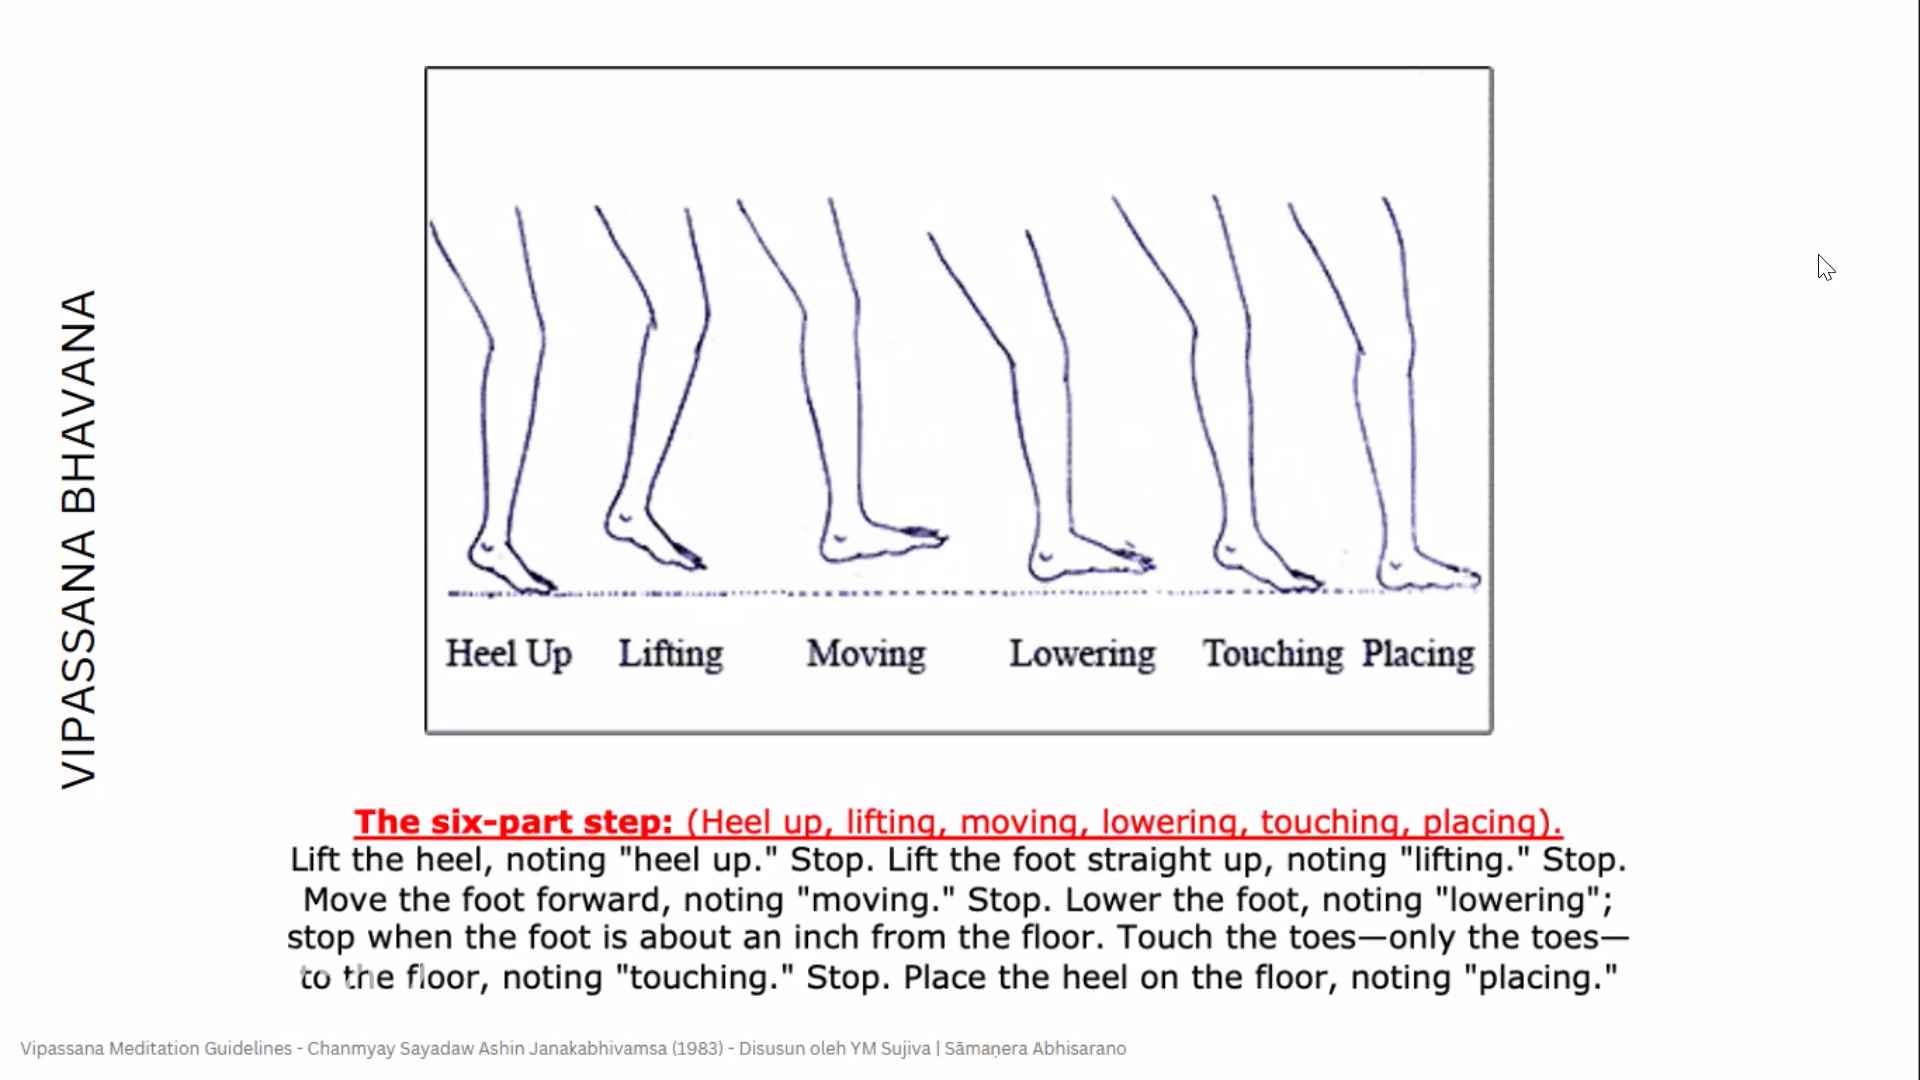 VIPASSANA BHAVANA
Heel Up Lifting Moving Lowering Touching Placing
The six-part step: (Heel up, lifting, moving, lowering, touching, placing).
Lift the heel, noting "heel up." Stop. Lift the foot straight up, noting "lifting." Stop.
Move the foot forward, noting "moving." Stop. Lower the foot, noting "lowering";
stop when the foot is about an inch from the floor. Touch the toes—only the toes—
to the floor, noting "touching." Stop. Place the heel on the floor, noting "placing."
Vipassana Meditation Guidelines - Chanmyay Sayadaw Ashin Janakabhivamsa (1983) - Disusun oleh YM Sujiva | Sāmaṇera Abhisarano